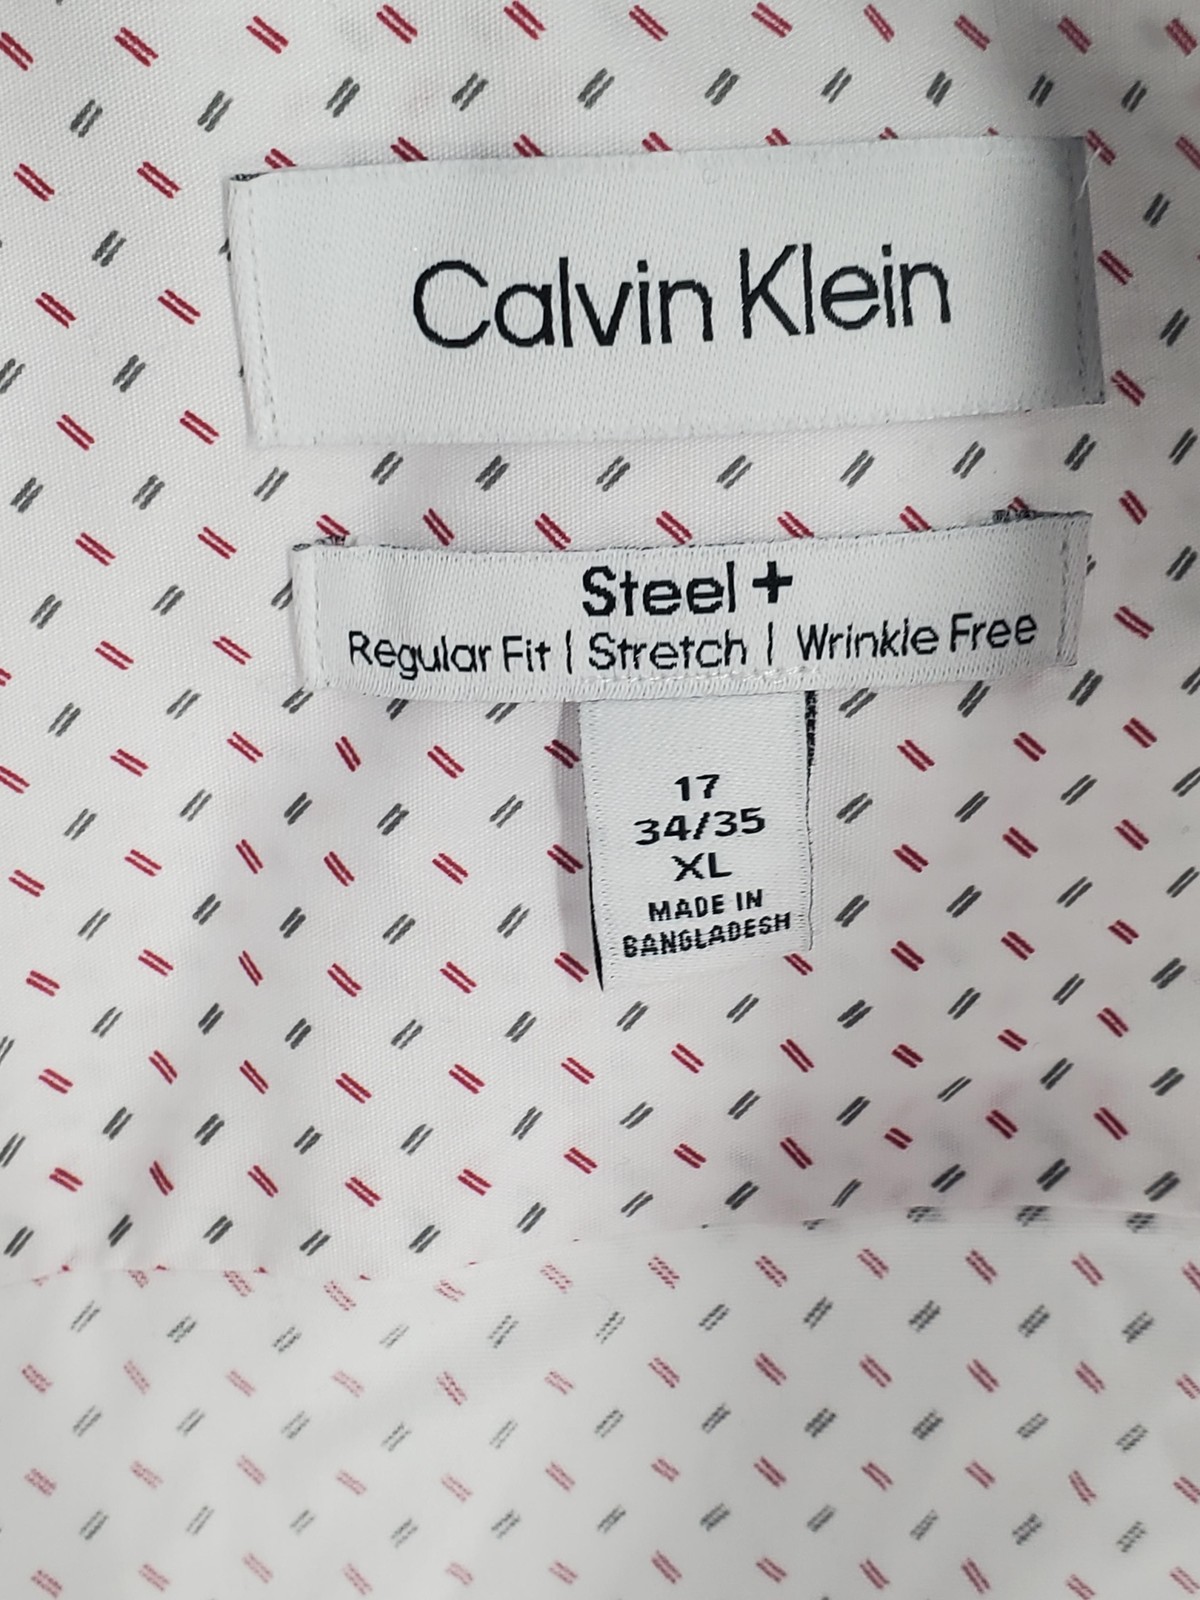 Calvin Klein
Steel +
Regular Fit | Stretch | Wrinkle Free
17
34/35
XL
MADE IN
BANGLADESH